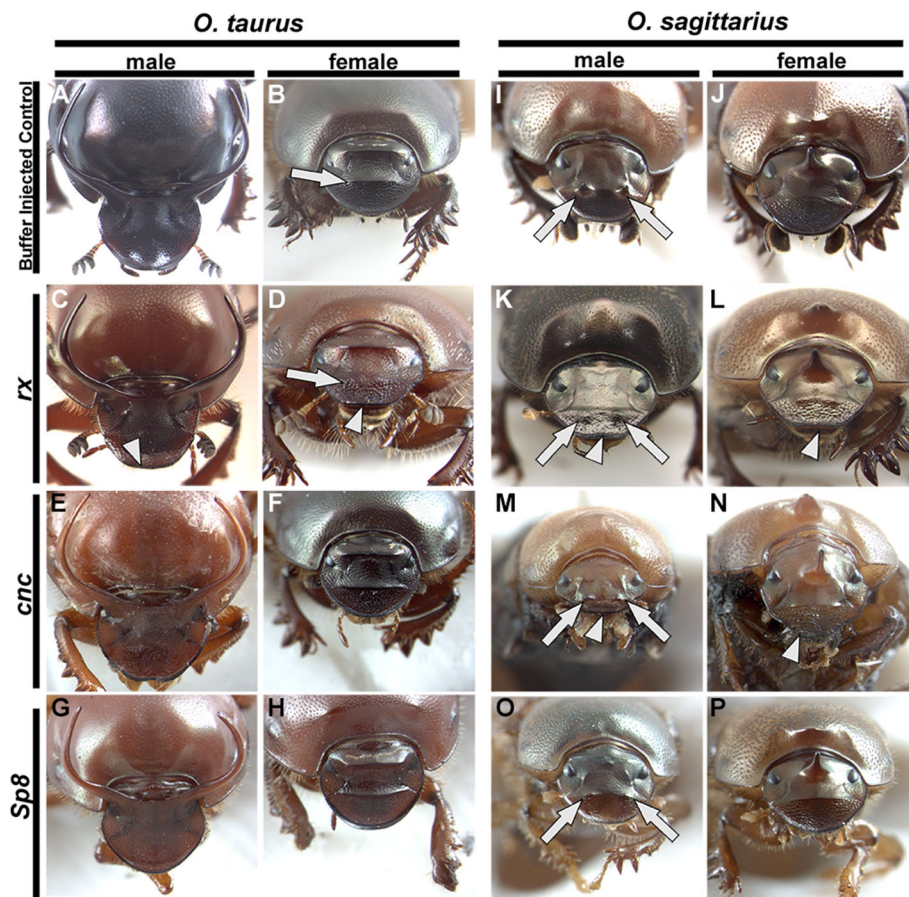 O. taurus O. sagittarius
male female male female
Buffer Injected Control
A B I J
rx
C D K L
cnc
E F M N
Sp8
G H O P